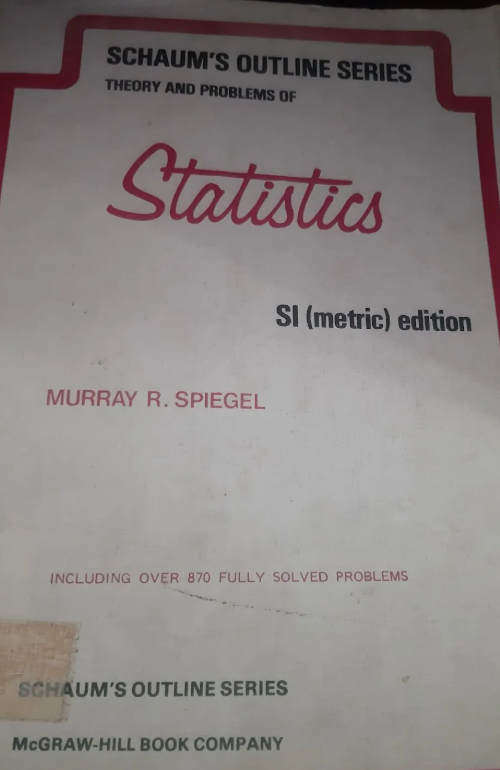 SCHAUM'S OUTLINE SERIES
THEORY AND PROBLEMS OF
Statistics
SI (metric) edition
MURRAY R. SPIEGEL
INCLUDING OVER 870 FULLY SOLVED PROBLEMS
SCHAUM'S OUTLINE SERIES
McGRAW-HILL BOOK COMPANY